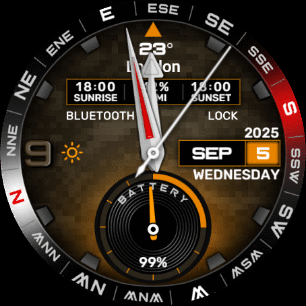 E
ESE
SE
SSE
S
SSW
SW
WSW
W
WNW
NW
NNW
N
NNE
NE
ENE
23°
London
18:00 SUNRISE
18:00 SUNSET
BLUETOOTH LOCK
2025
9
SEP 5
WEDNESDAY
BATTERY
99%